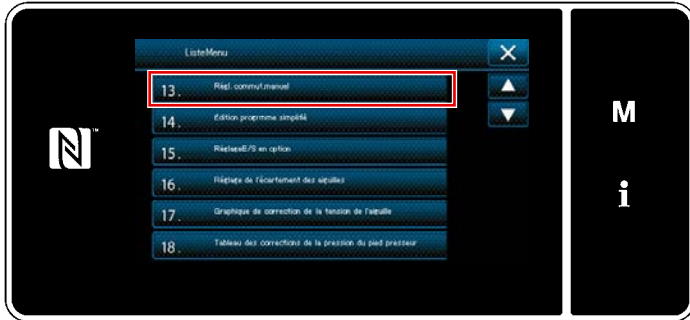 ListeMenu
13. Régl. commut.manuel
14. Édition progrmme simplifié
15. RéglageE/S en option
16. Réglage de l'écartement des aiguilles
17. Graphique de correction de la tension de l'aiguille
18. Tableau des corrections de la pression du pied presseur
M
i
N